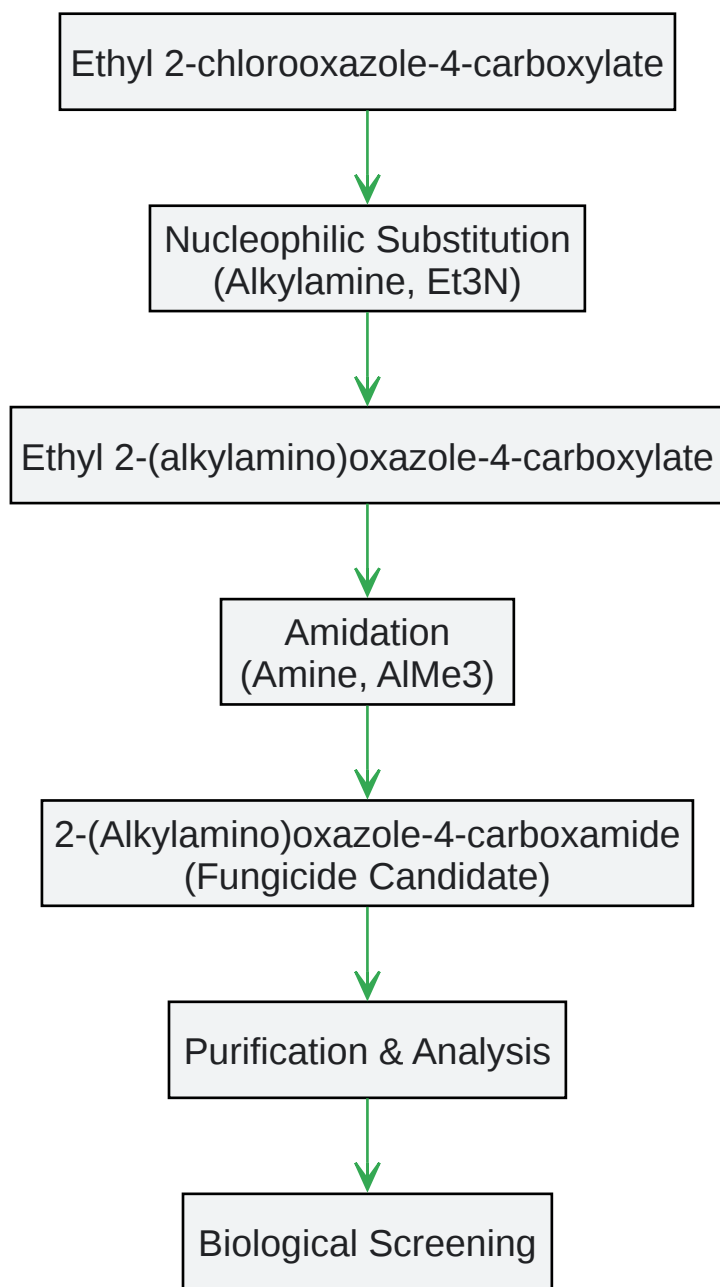 Ethyl 2-chlorooxazole-4-carboxylate
Nucleophilic Substitution
(Alkylamine, Et3N)
Ethyl 2-(alkylamino)oxazole-4-carboxylate
Amidation
(Amine, AlMe3)
2-(Alkylamino)oxazole-4-carboxamide
(Fungicide Candidate)
Purification & Analysis
Biological Screening